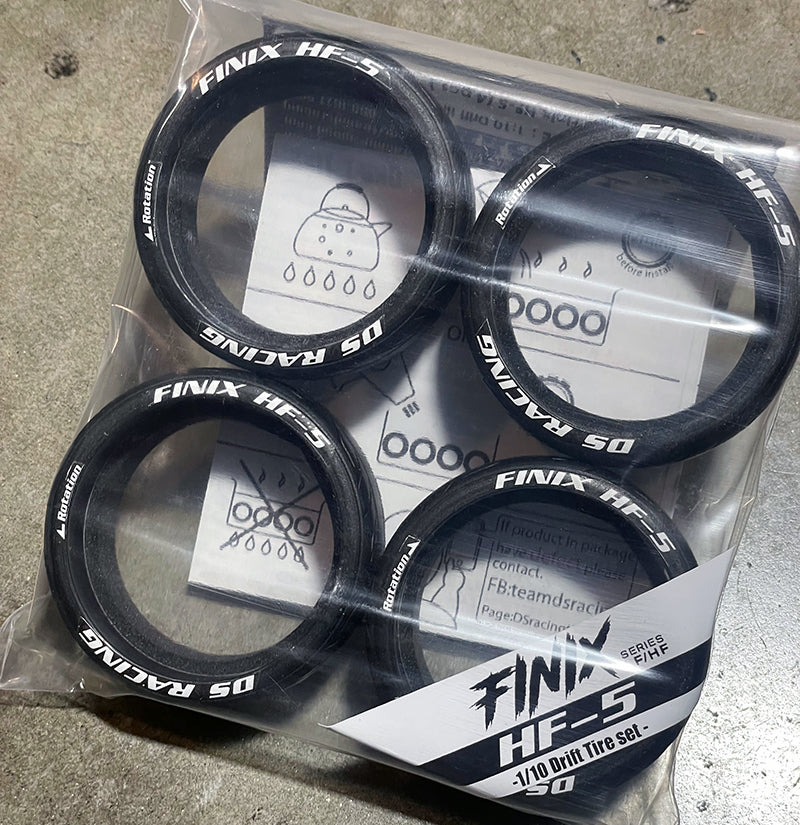 FINIX HF-5
Rotation
DS RACING
FINIX HF-5
Rotation
DS RACING
before install
FINIX HF-5
Rotation
DS RACING
FINIX HF-5
Rotation
If product in package
have defect please
contact.
FB:teamdsracin
Page:DSracing
FINIX
SERIES
F/HF
HF-5
-1/10 Drift Tire set-
DS